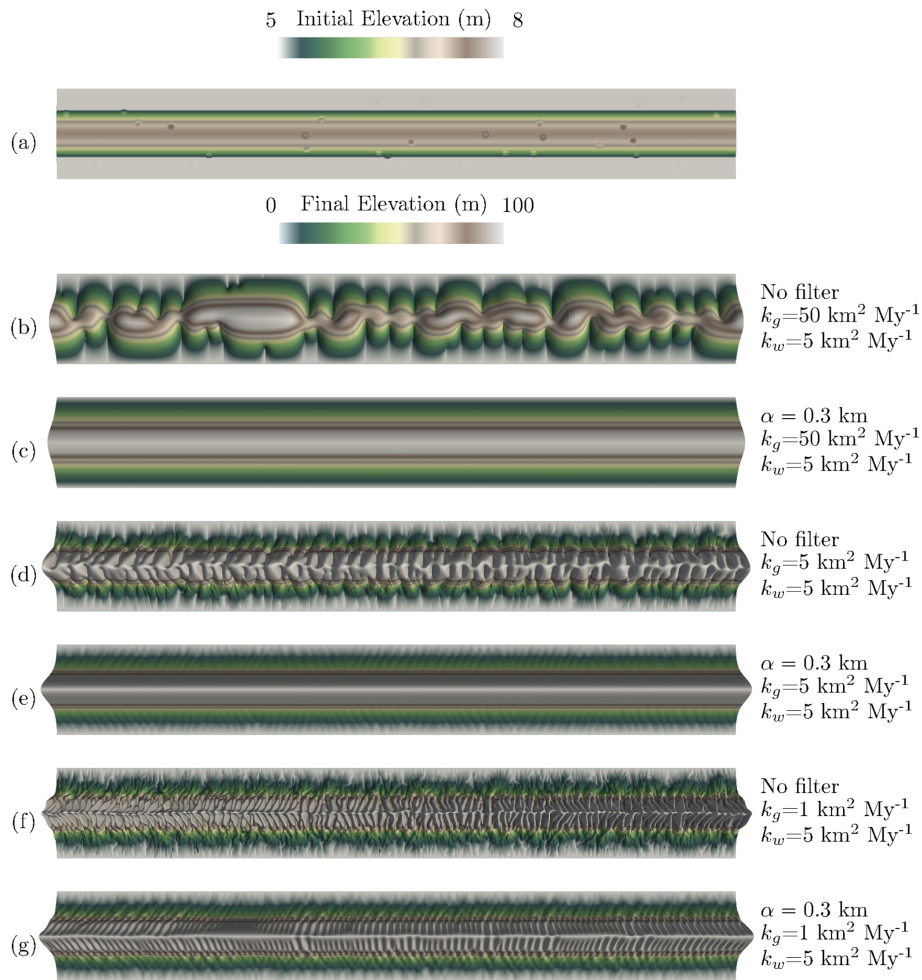 5 Initial Elevation (m) 8
(a)
0 Final Elevation (m) 100
(b)
No filter
k_g=50 km² My⁻¹
k_w=5 km² My⁻¹
(c)
α = 0.3 km
k_g=50 km² My⁻¹
k_w=5 km² My⁻¹
(d)
No filter
k_g=5 km² My⁻¹
k_w=5 km² My⁻¹
(e)
α = 0.3 km
k_g=5 km² My⁻¹
k_w=5 km² My⁻¹
(f)
No filter
k_g=1 km² My⁻¹
k_w=5 km² My⁻¹
(g)
α = 0.3 km
k_g=1 km² My⁻¹
k_w=5 km² My⁻¹